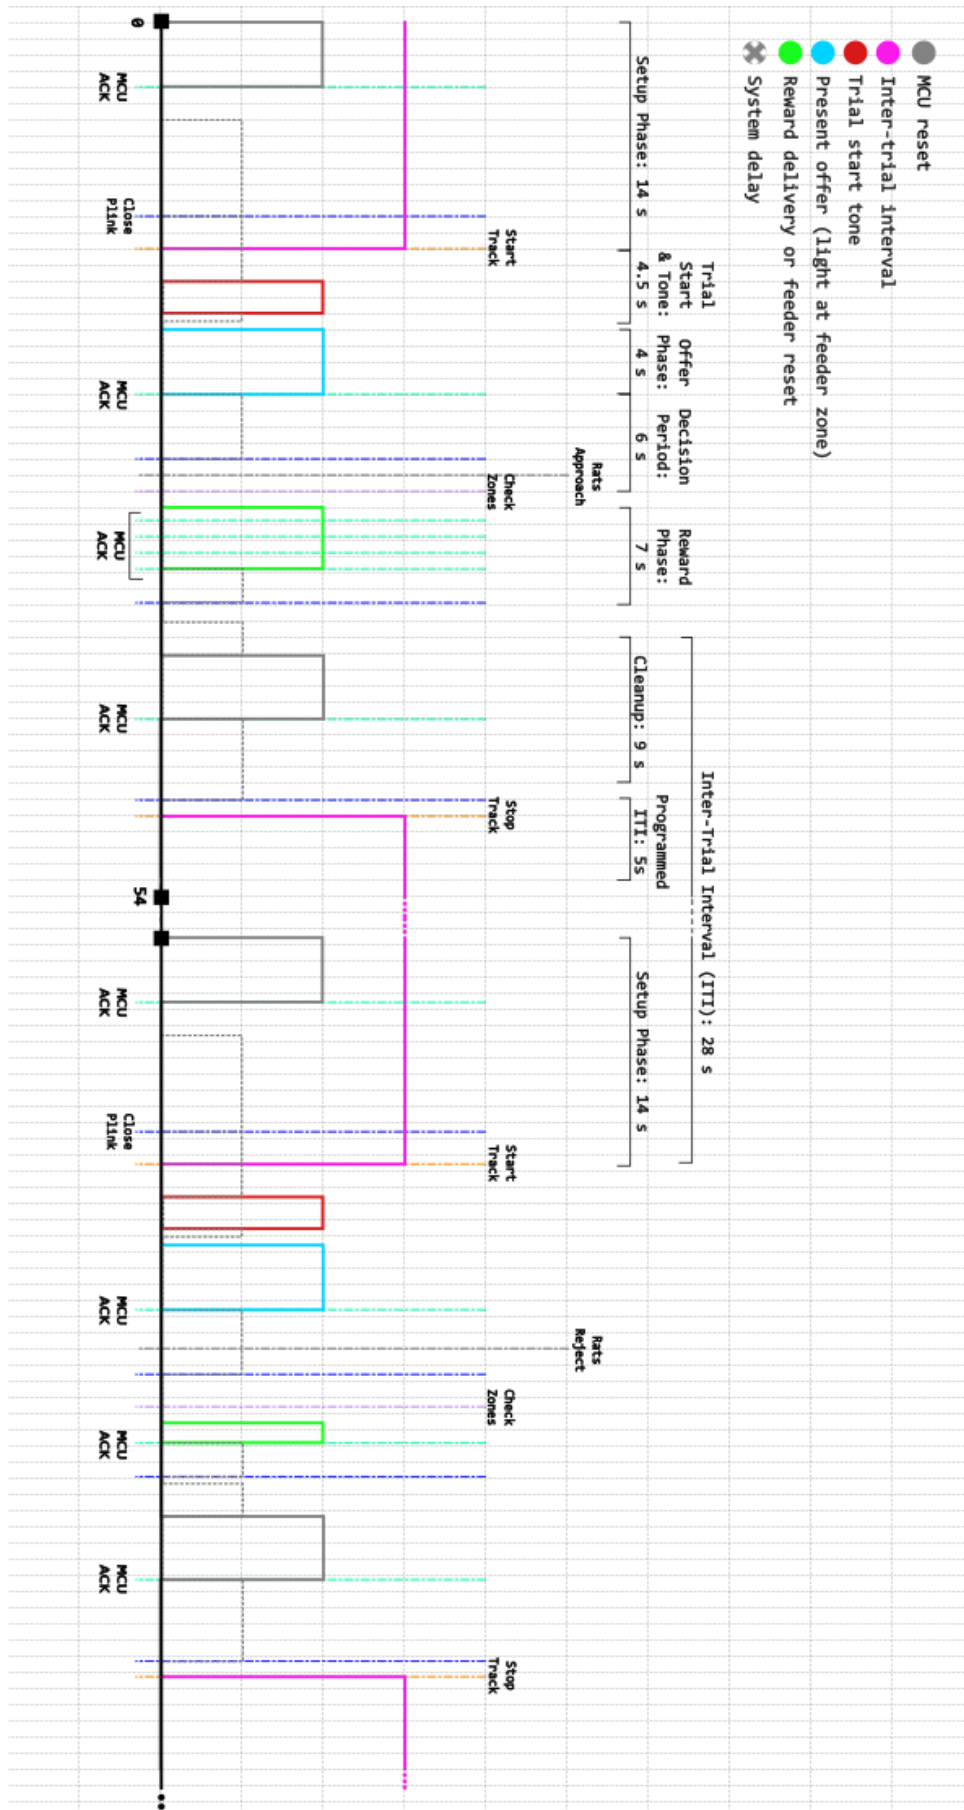 MCU reset
Inter-trial interval
Trial start tone
Present offer (light at feeder zone)
Reward delivery or feeder reset
System delay
Inter-Trial Interval (ITI): 28 s
Setup Phase: 14 s
Trial
Start
& Tone:
4.5 s
Offer
Phase:
4 s
Decision
Period:
6 s
Reward
Phase:
7 s
Cleanup: 9 s
Programmed
ITI: 5s
Setup Phase: 14 s
Rats
Approach
Rats
Reject
Start
Track
Check
Zones
Stop
Track
Start
Track
Check
Zones
Stop
Track
0
54
MCU
ACK
Close
Plink
MCU
ACK
MCU
ACK
MCU
ACK
MCU
ACK
Close
Plink
MCU
ACK
MCU
ACK
MCU
ACK